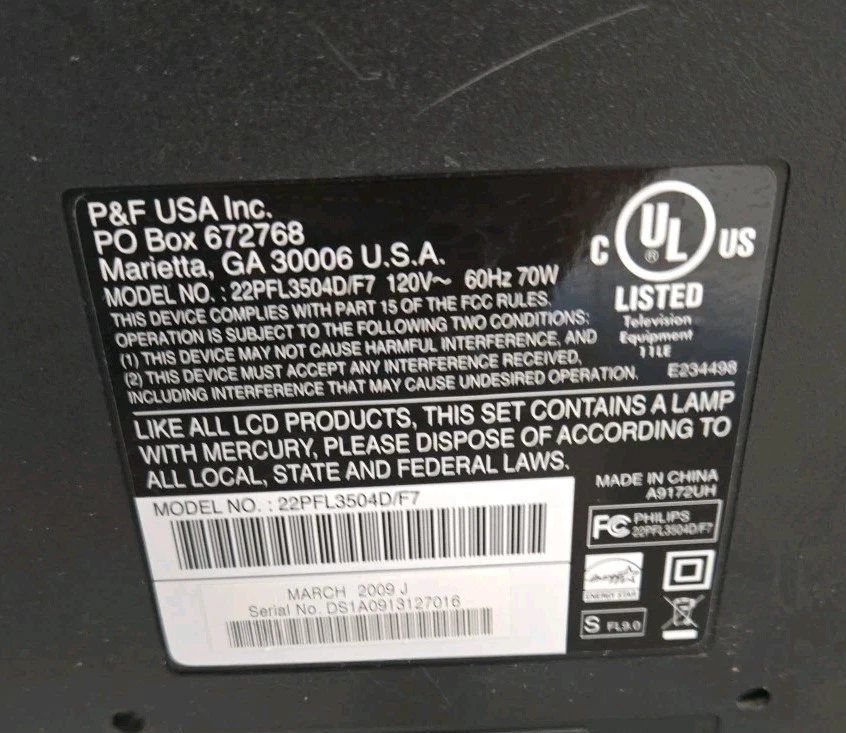 P&F USA Inc.
PO Box 672768
Marietta, GA 30006 U.S.A.
MODEL NO. : 22PFL3504D/F7 120V~ 60Hz 70W
THIS DEVICE COMPLIES WITH PART 15 OF THE FCC RULES.
OPERATION IS SUBJECT TO THE FOLLOWING TWO CONDITIONS:
(1) THIS DEVICE MAY NOT CAUSE HARMFUL INTERFERENCE, AND
(2) THIS DEVICE MUST ACCEPT ANY INTERFERENCE RECEIVED,
INCLUDING INTERFERENCE THAT MAY CAUSE UNDESIRED OPERATION.
C UL ® US
LISTED
Television
Equipment
11LE
E234498
LIKE ALL LCD PRODUCTS, THIS SET CONTAINS A LAMP
WITH MERCURY, PLEASE DISPOSE OF ACCORDING TO
ALL LOCAL, STATE AND FEDERAL LAWS.
MODEL NO. : 22PFL3504D/F7
MARCH 2009 J
Serial No. DS1A0913127016
MADE IN CHINA
A9172UH
FC PHILIPS
22PFL3504D/F7
ENERGY STAR
S FL9.0